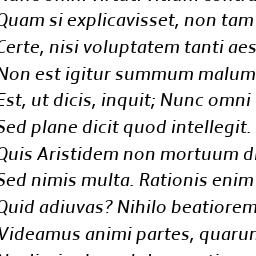 Quam si explicavisset, non tam
Certe, nisi voluptatem tanti aes
Non est igitur summum malum
Est, ut dicis, inquit; Nunc omni
Sed plane dicit quod intellegit.
Quis Aristidem non mortuum di
Sed nimis multa. Rationis enim
Quid adiuvas? Nihilo beatiorem
Videamus animi partes, quarum